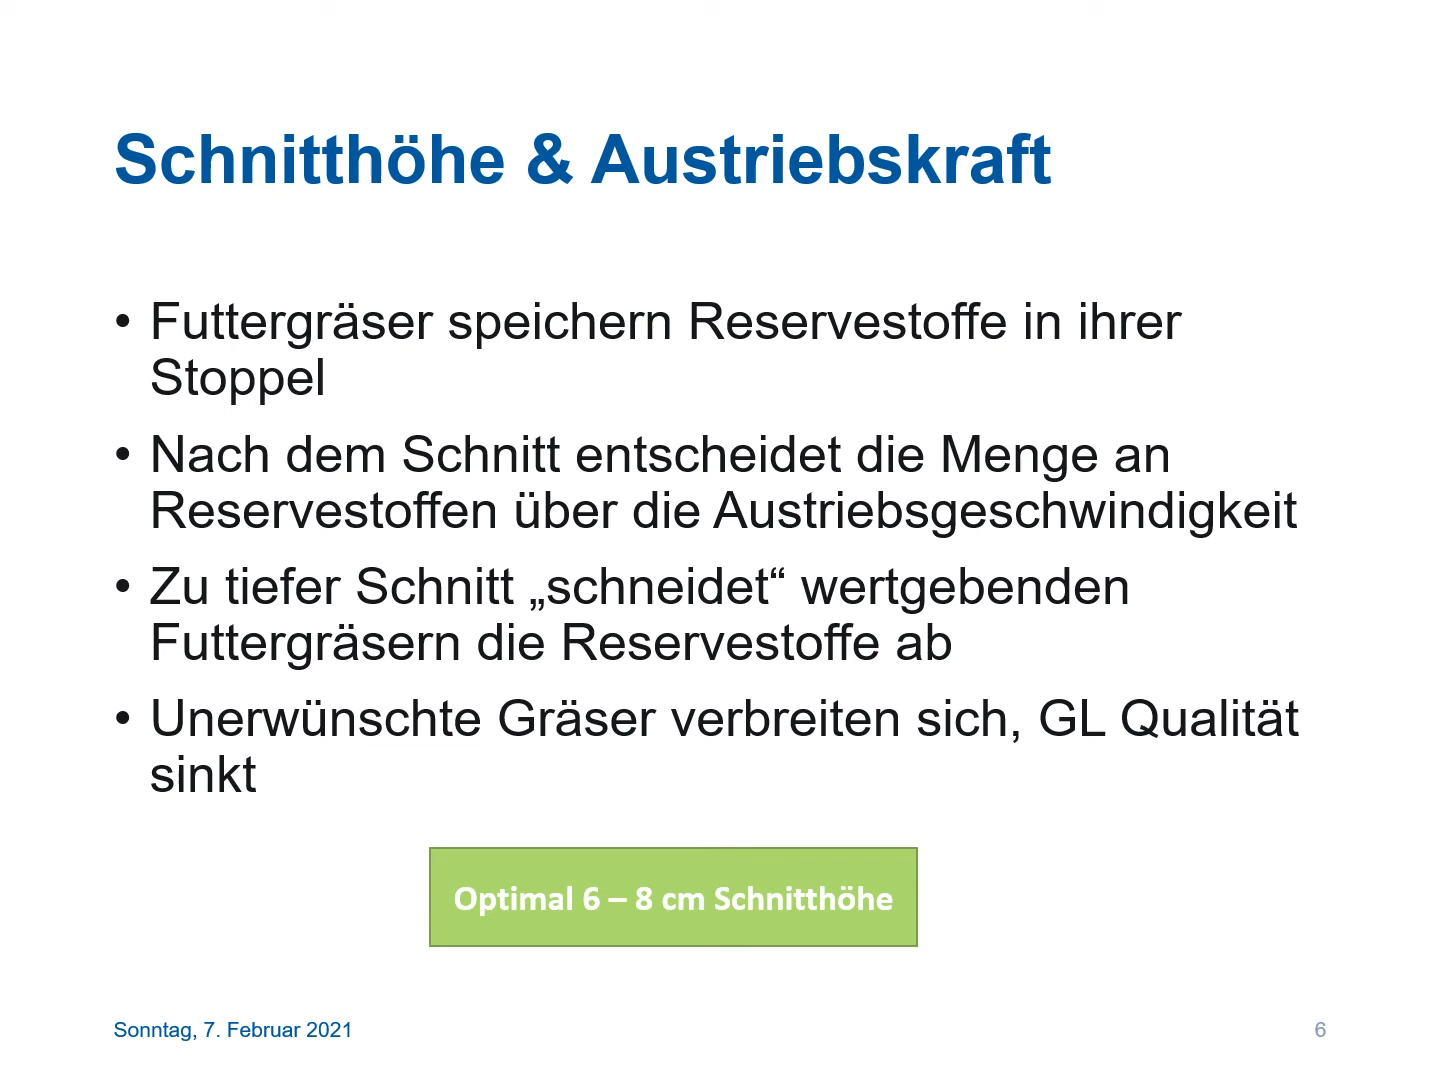 Schnitthöhe & Austriebskraft
• Futtergräser speichern Reservestoffe in ihrer
Stoppel
• Nach dem Schnitt entscheidet die Menge an
Reservestoffen über die Austriebsgeschwindigkeit
• Zu tiefer Schnitt „schneidet“ wertgebenden
Futtergräsern die Reservestoffe ab
• Unerwünschte Gräser verbreiten sich, GL Qualität
sinkt
Optimal 6 – 8 cm Schnitthöhe
Sonntag, 7. Februar 2021
6